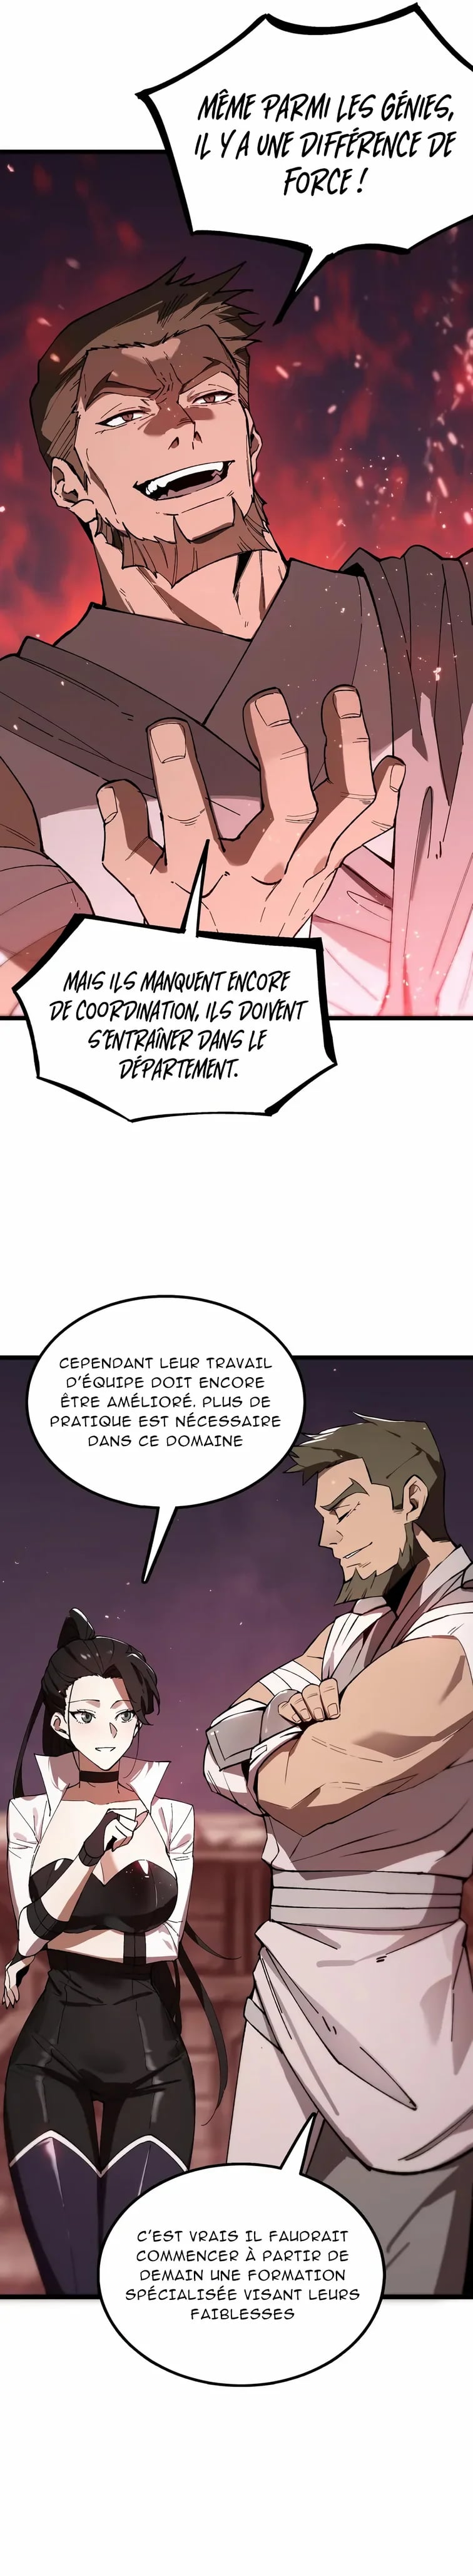 MÊME PARMI LES GÉNIES,
IL Y A UNE DIFFÉRENCE DE
FORCE !
MAIS ILS MANQUENT ENCORE
DE COORDINATION, ILS DOIVENT
S'ENTRAÎNER DANS LE
DÉPARTEMENT.
CEPENDANT LEUR TRAVAIL
D'ÉQUIPE DOIT ENCORE
ÊTRE AMÉLIORÉ. PLUS DE
PRATIQUE EST NÉCESSAIRE
DANS CE DOMAINE
C'EST VRAIS IL FAUDRAIT
COMMENCER À PARTIR DE
DEMAIN UNE FORMATION
SPÉCIALISÉE VISANT LEURS
FAIBLESSES